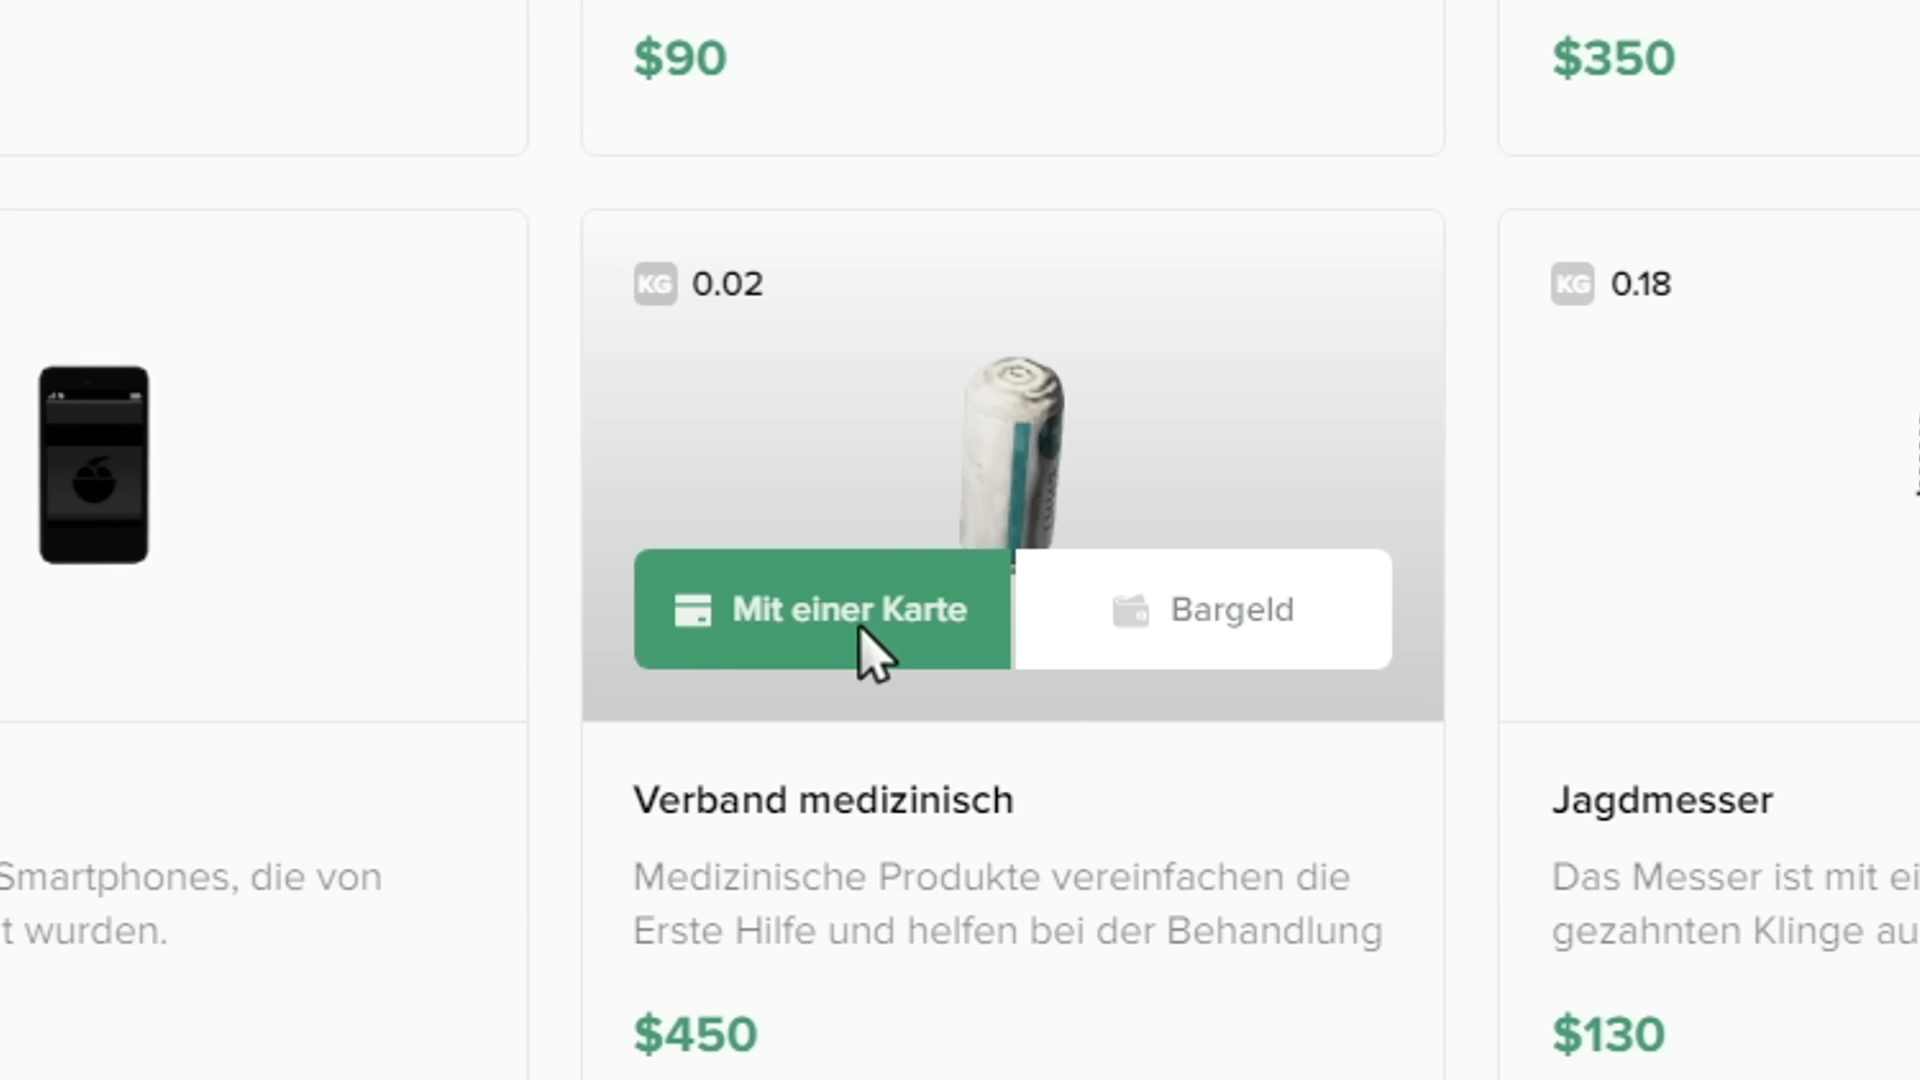 $90
$350
KG 0.02
KG 0.18
Mit einer Karte
Bargeld
Verband medizinisch
Jagdmesser
Smartphones, die von
t wurden.
Medizinische Produkte vereinfachen die
Erste Hilfe und helfen bei der Behandlung
Das Messer ist mit ei
gezahnten Klinge au
$450
$130